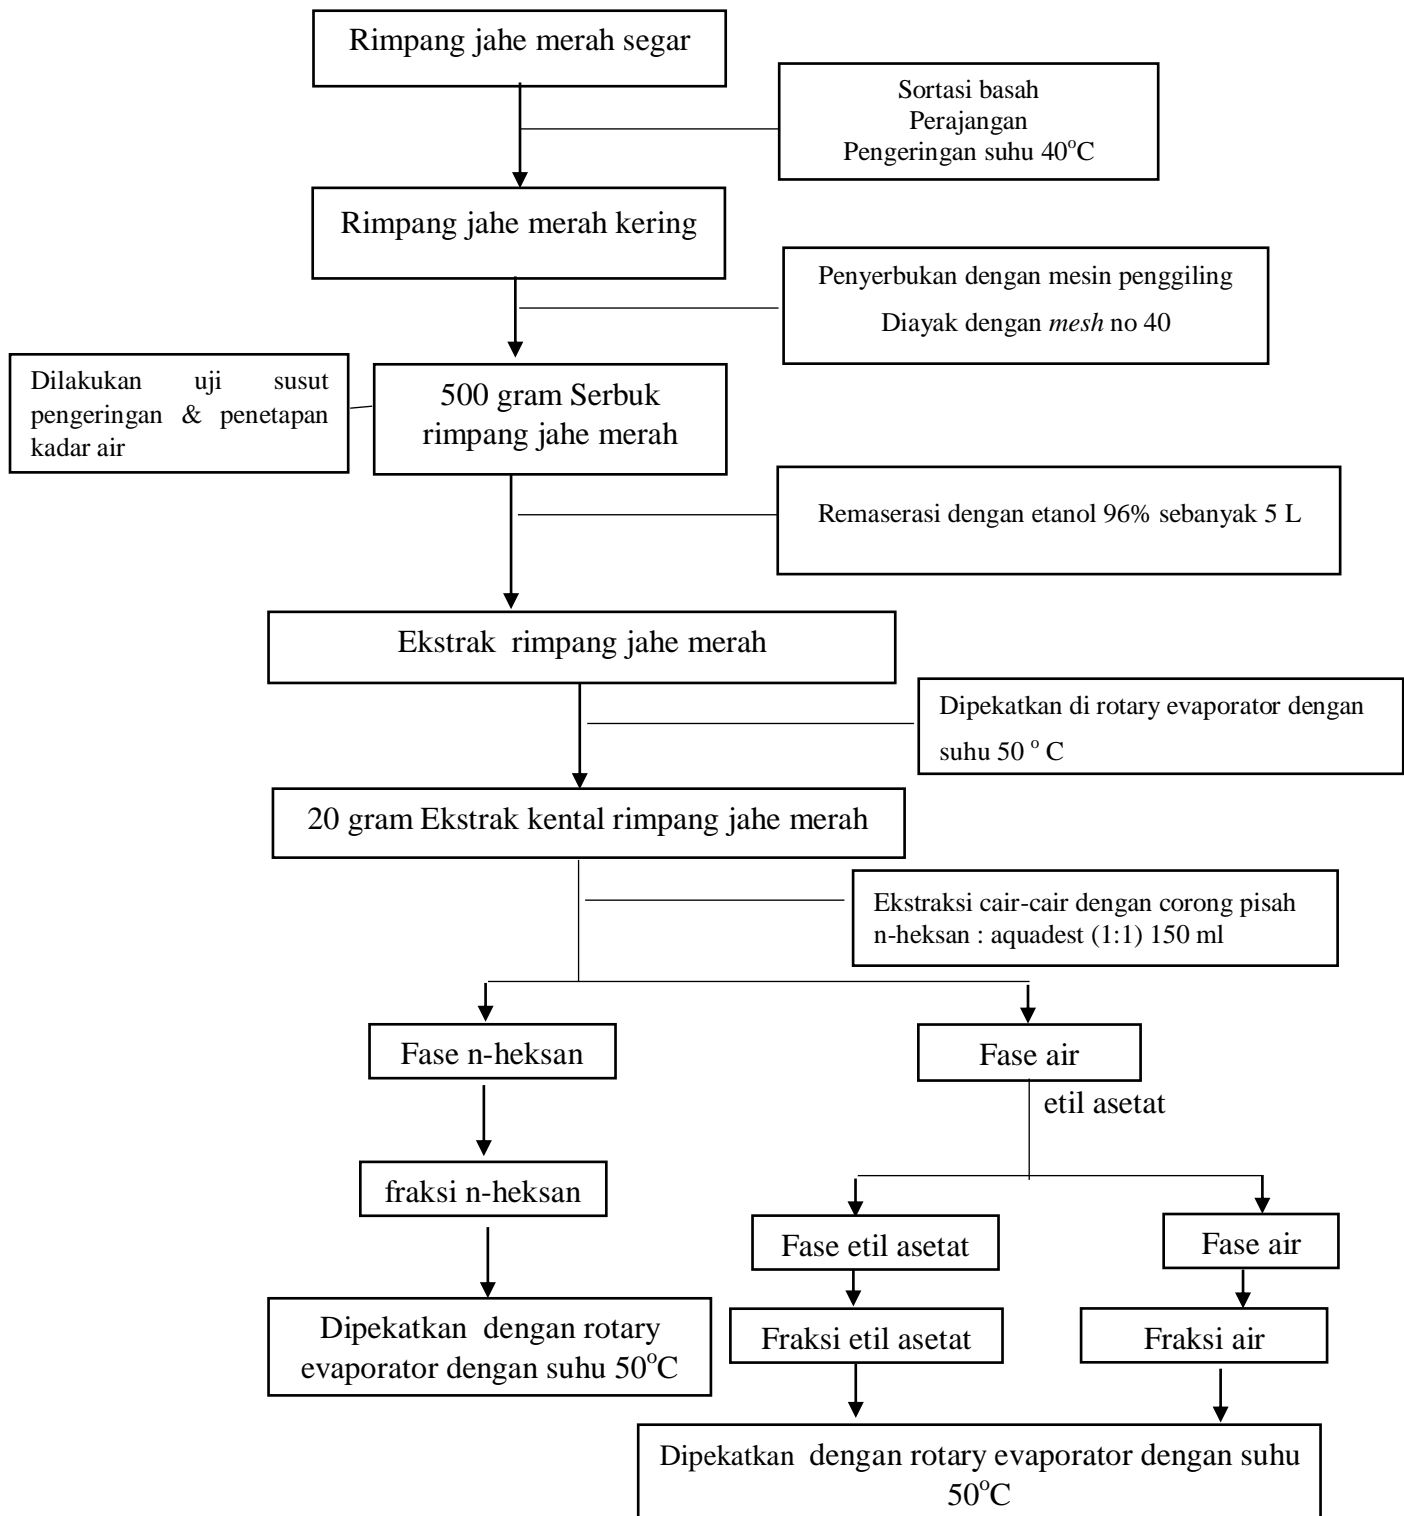 Rimpang jahe merah segar
Sortasi basah
Perajangan
Pengeringan suhu 40°C
Rimpang jahe merah kering
Penyerbukan dengan mesin penggiling
Diayak dengan mesh no 40
Dilakukan uji susut
pengeringan & penetapan
kadar air
500 gram Serbuk
rimpang jahe merah
Remaserasi dengan etanol 96% sebanyak 5 L
Ekstrak rimpang jahe merah
Dipekatkan di rotary evaporator dengan
suhu 50 ° C
20 gram Ekstrak kental rimpang jahe merah
Ekstraksi cair-cair dengan corong pisah
n-heksan : aquadest (1:1) 150 ml
Fase n-heksan
Fase air
etil asetat
fraksi n-heksan
Fase etil asetat
Fase air
Dipekatkan dengan rotary
evaporator dengan suhu 50°C
Fraksi etil asetat
Fraksi air
Dipekatkan dengan rotary evaporator dengan suhu
50°C